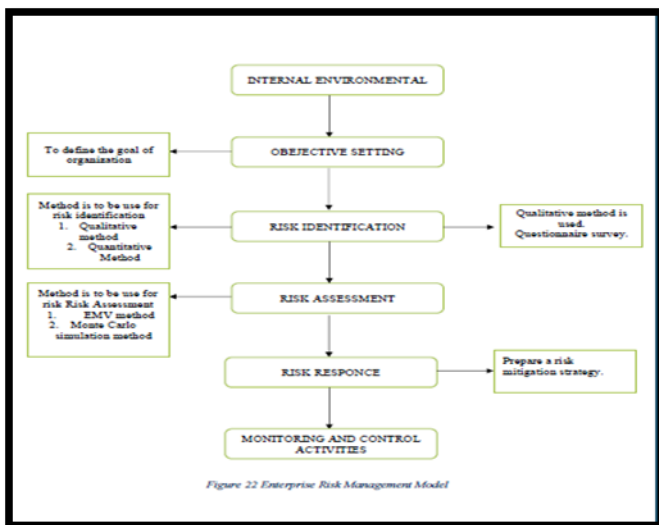 INTERNAL ENVIRONMENTAL
To define the goal of
organization
OBEJECTIVE SETTING
Method is to be use for
risk identification
1. Qualitative
method
2. Quantitative
Method
RISK IDENTIFICATION
Qualitative method is
used.
Questionnaire survey.
Method is to be use for
risk Risk Assessment
1. EMV method
2. Monte Carlo
simulation method
RISK ASSESSMENT
RISK RESPONCE
Prepare a risk
mitigation strategy.
MONITORING AND CONTROL
ACTIVITIES
Figure 22 Enterprise Risk Management Model